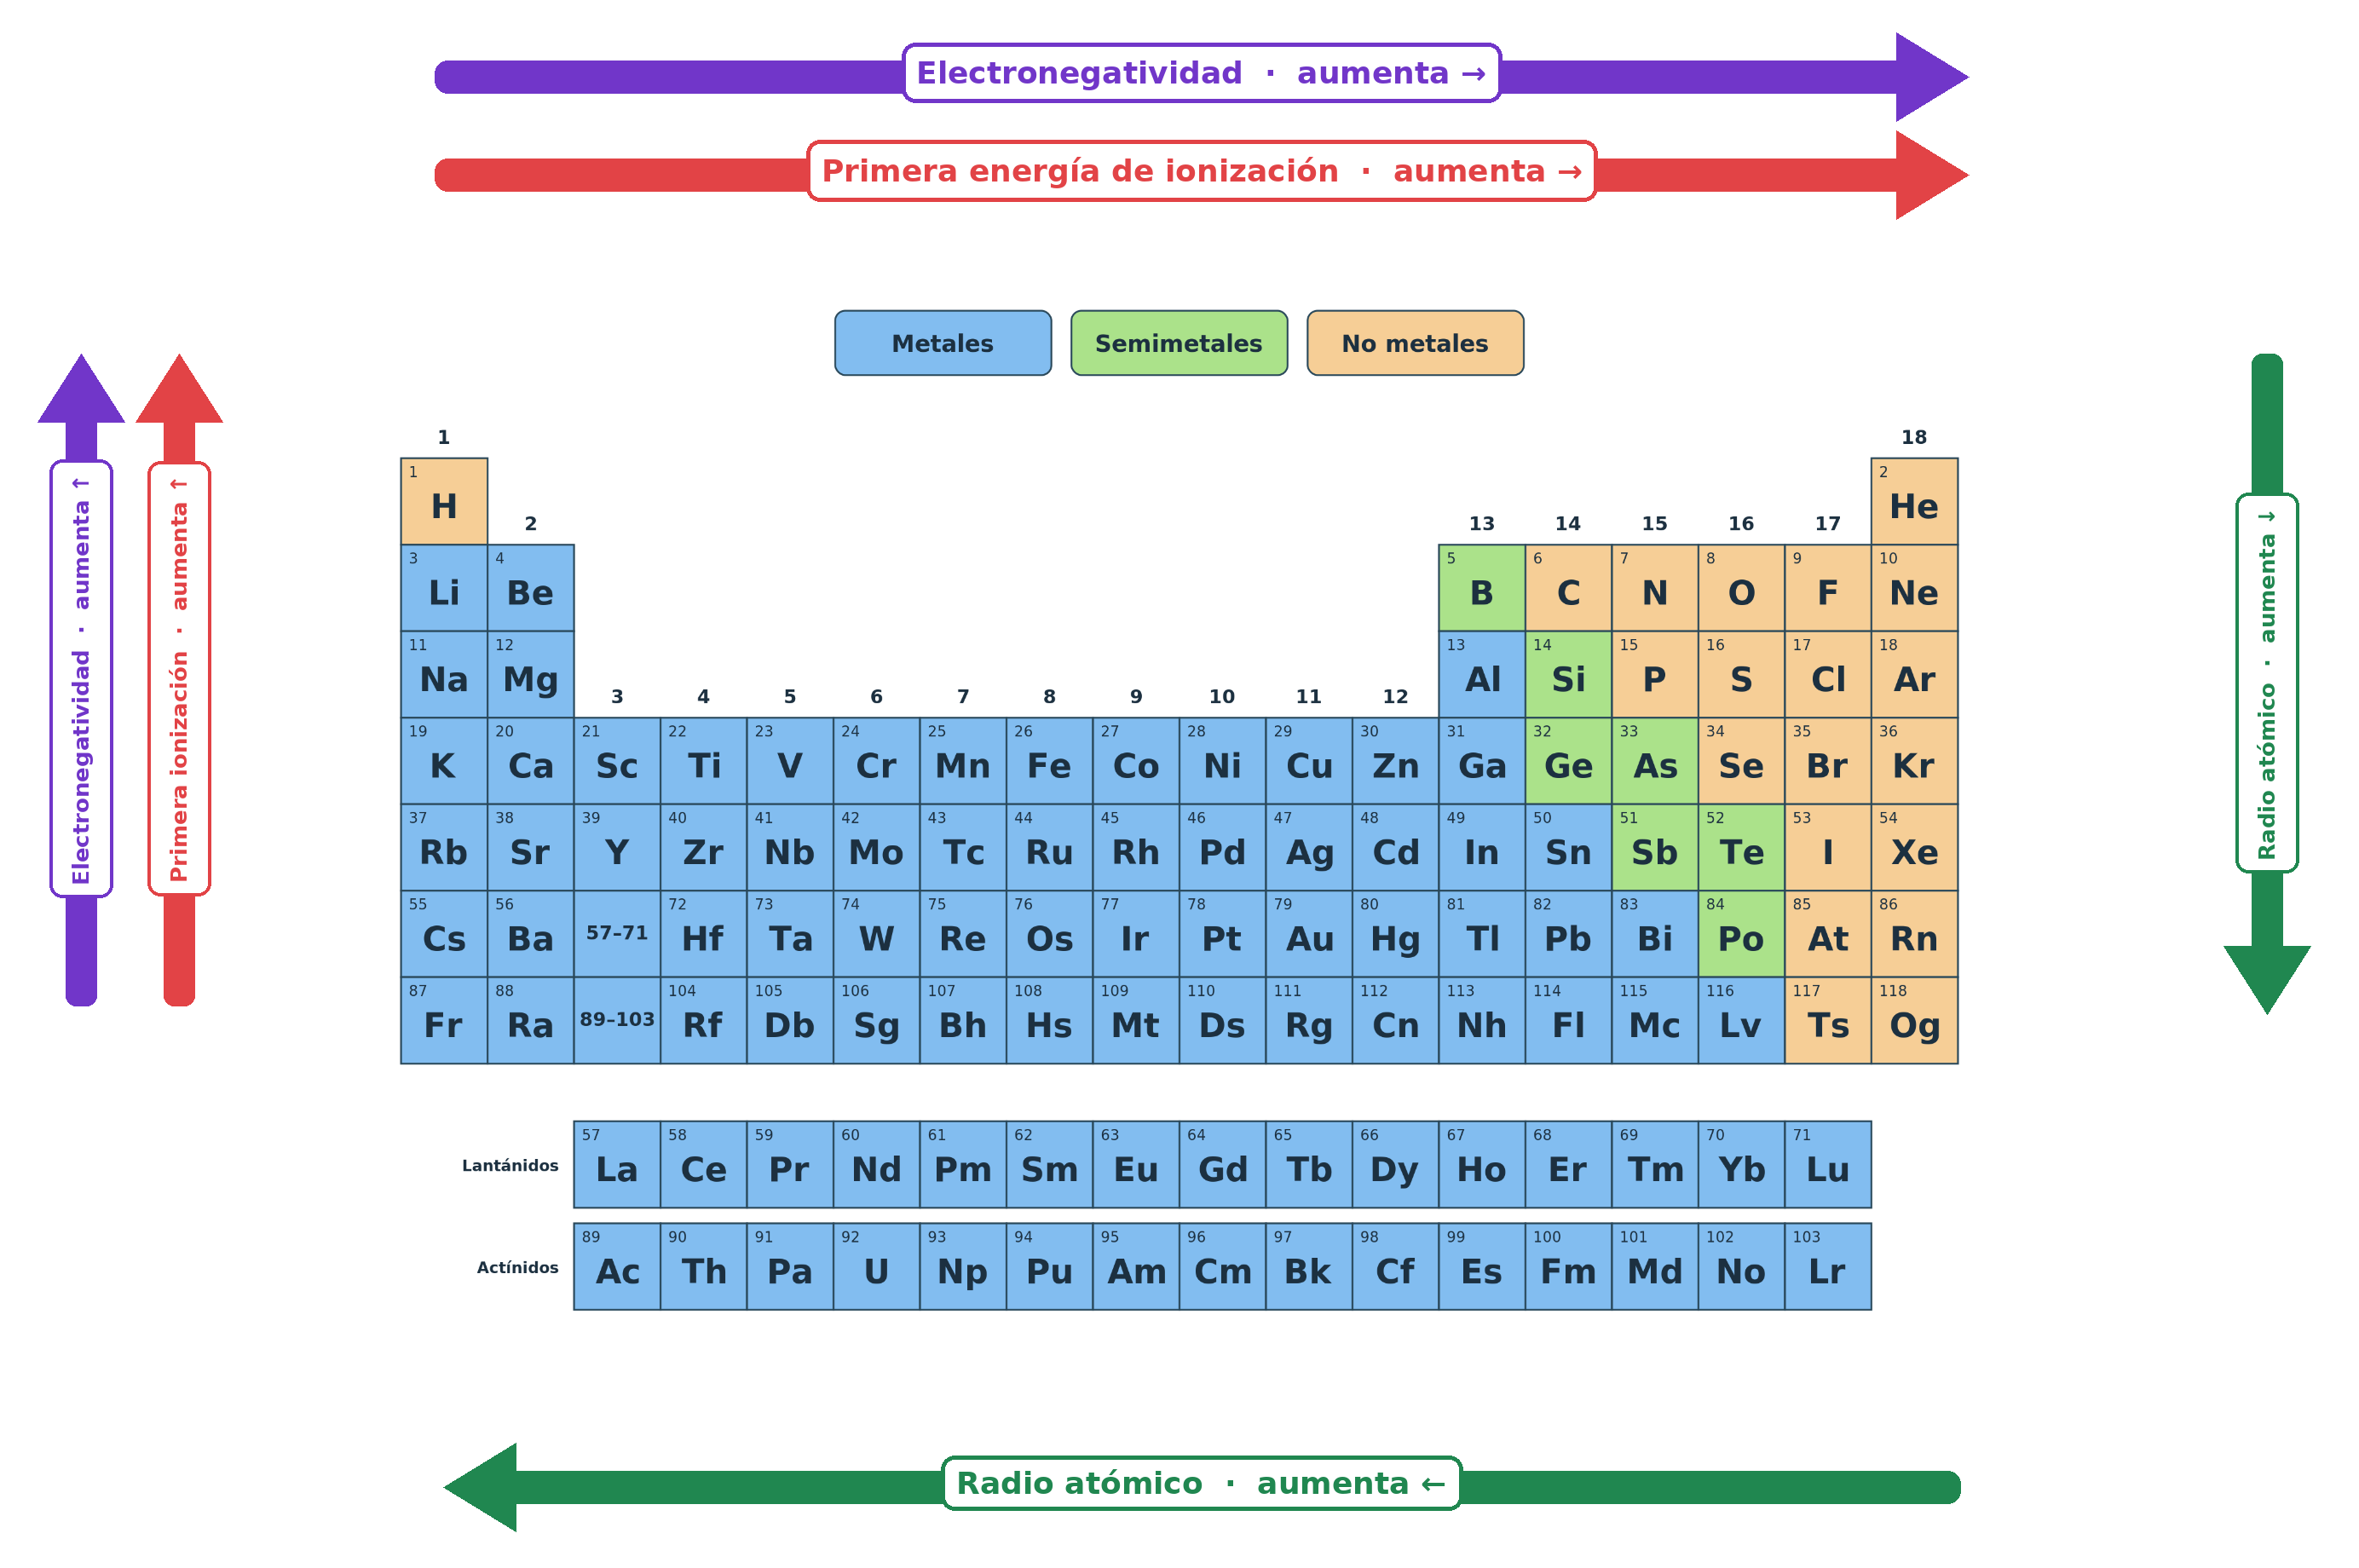 Electronegatividad · aumenta →
Primera energía de ionización · aumenta →
Metales Semimetales No metales
Electronegatividad · aumenta ↑
Primera ionización · aumenta ↑
Radio atómico · aumenta ↓
1 18
1 2
H He
2 13 14 15 16 17
3 4 5 6 7 8 9 10
Li Be B C N O F Ne
11 12 13 14 15 16 17 18
Na Mg Al Si P S Cl Ar
3 4 5 6 7 8 9 10 11 12
19 20 21 22 23 24 25 26 27 28 29 30 31 32 33 34 35 36
K Ca Sc Ti V Cr Mn Fe Co Ni Cu Zn Ga Ge As Se Br Kr
37 38 39 40 41 42 43 44 45 46 47 48 49 50 51 52 53 54
Rb Sr Y Zr Nb Mo Tc Ru Rh Pd Ag Cd In Sn Sb Te I Xe
55 56 72 73 74 75 76 77 78 79 80 81 82 83 84 85 86
Cs Ba 57–71 Hf Ta W Re Os Ir Pt Au Hg Tl Pb Bi Po At Rn
87 88 104 105 106 107 108 109 110 111 112 113 114 115 116 117 118
Fr Ra 89–103 Rf Db Sg Bh Hs Mt Ds Rg Cn Nh Fl Mc Lv Ts Og
57 58 59 60 61 62 63 64 65 66 67 68 69 70 71
Lantánidos La Ce Pr Nd Pm Sm Eu Gd Tb Dy Ho Er Tm Yb Lu
89 90 91 92 93 94 95 96 97 98 99 100 101 102 103
Actínidos Ac Th Pa U Np Pu Am Cm Bk Cf Es Fm Md No Lr
Radio atómico · aumenta ←